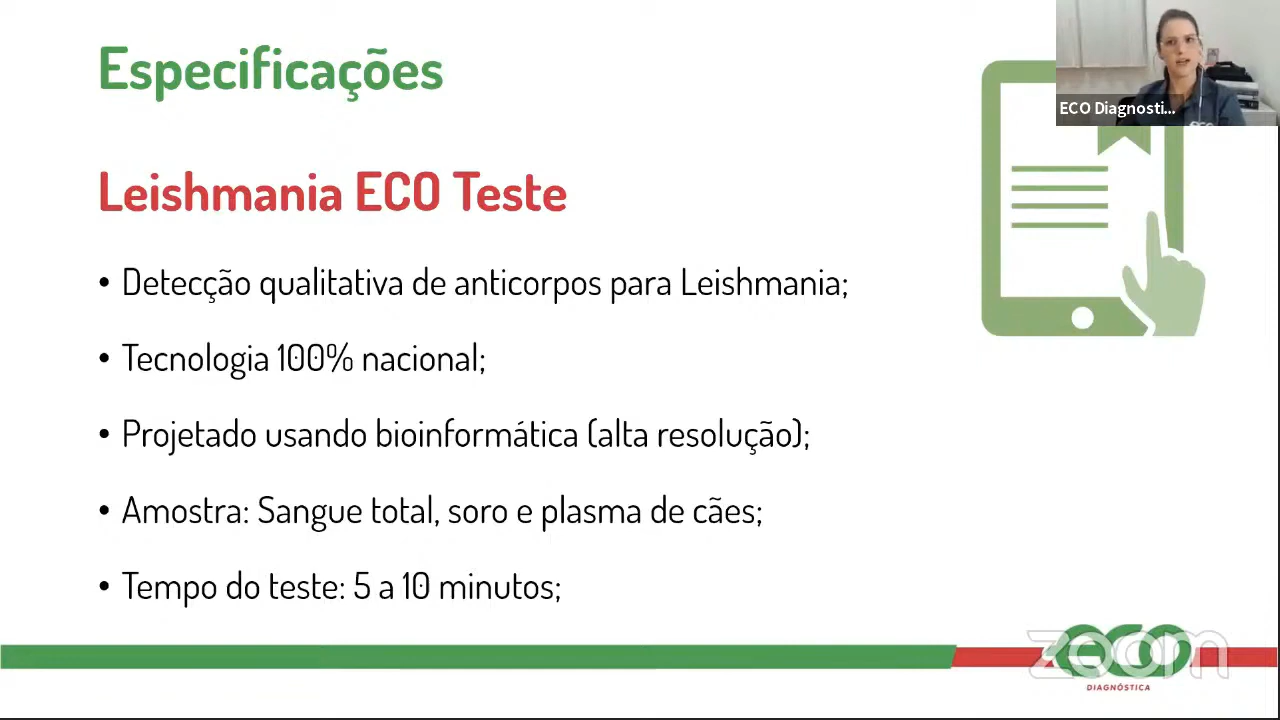 Especificações
ECO Diagnosti...
Leishmania ECO Teste
• Detecção qualitativa de anticorpos para Leishmania;
• Tecnologia 100% nacional;
• Projetado usando bioinformática (alta resolução);
• Amostra: Sangue total, soro e plasma de cães;
• Tempo do teste: 5 a 10 minutos;
zoom
ECO
DIAGNÓSTICA